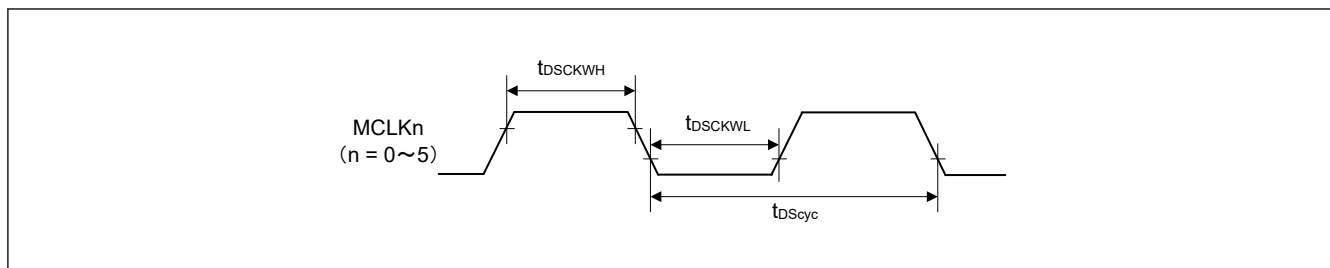 tDSCKWH
MCLKn
（n = 0～5）
tDSCKWL
tDScyc